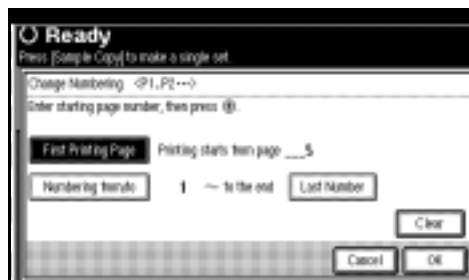 Ready
Press [Sample Copy] to make a single set.
Change Numbering <P1,P2···>
Enter starting page number, then press
First Printing Page Printing starts from page ___5
Numbering from/to 1 ~ to the end Last Number
Clear
Cancel OK